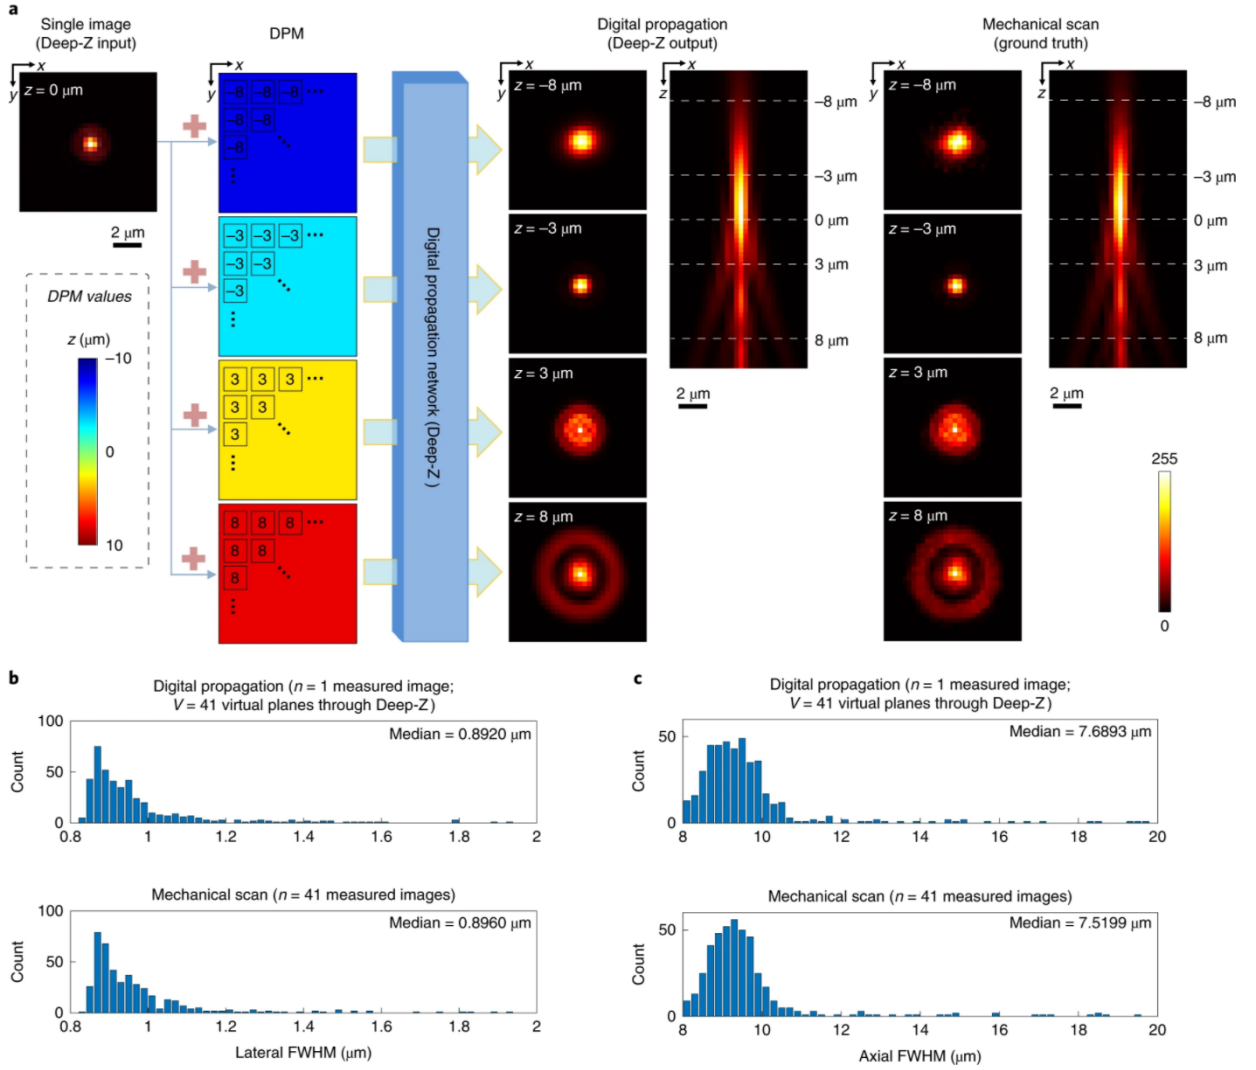 a
Single image
(Deep-Z input)
DPM
Digital propagation
(Deep-Z output)
Mechanical scan
(ground truth)
x
y
z = 0 µm
2 µm
DPM values
z (µm)
−10
0
10
x
y
−8 −8 −8 ···
−8 −8
−8
−3 −3 −3 ···
−3 −3
−3
3 3 3 ···
3 3
3
8 8 8 ···
8 8
8
Digital propagation network (Deep-Z )
x
y
z = −8 µm
z = −3 µm
z = 3 µm
z = 8 µm
x
z
−8 µm
−3 µm
0 µm
3 µm
8 µm
2 µm
x
y
z = −8 µm
z = −3 µm
z = 3 µm
z = 8 µm
x
z
−8 µm
−3 µm
0 µm
3 µm
8 µm
2 µm
255
0
b
Digital propagation (n = 1 measured image;
V = 41 virtual planes through Deep-Z )
Median = 0.8920 µm
Count
100
50
0
0.8 1 1.2 1.4 1.6 1.8 2
Mechanical scan (n = 41 measured images)
Median = 0.8960 µm
Count
100
50
0
0.8 1 1.2 1.4 1.6 1.8 2
Lateral FWHM (µm)
c
Digital propagation (n = 1 measured image;
V = 41 virtual planes through Deep-Z )
Median = 7.6893 µm
Count
50
0
8 10 12 14 16 18 20
Mechanical scan (n = 41 measured images)
Median = 7.5199 µm
Count
50
0
8 10 12 14 16 18 20
Axial FWHM (µm)